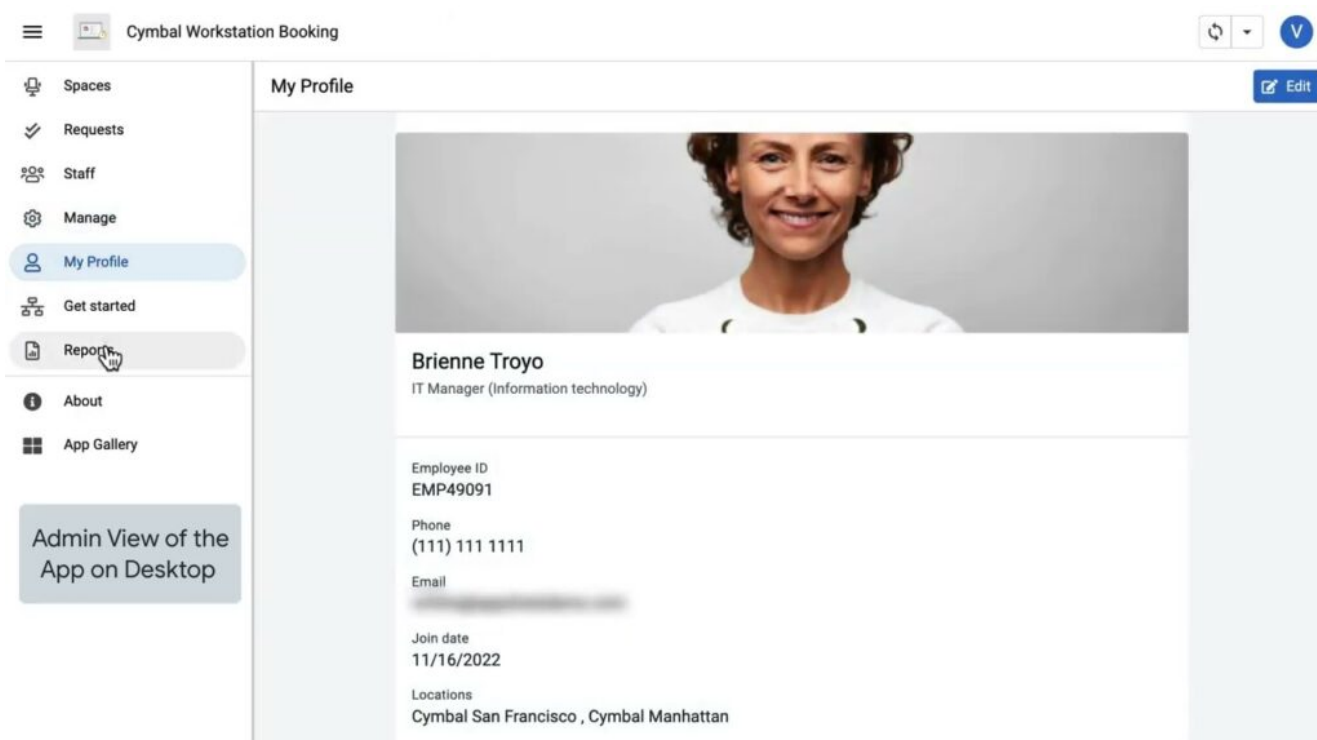 Cymbal Workstation Booking
V
Spaces
Requests
Staff
Manage
My Profile
Get started
Reports
About
App Gallery
Admin View of the
App on Desktop
My Profile
Edit
Brienne Troyo
IT Manager (Information technology)
Employee ID
EMP49091
Phone
(111) 111 1111
Email
Join date
11/16/2022
Locations
Cymbal San Francisco , Cymbal Manhattan